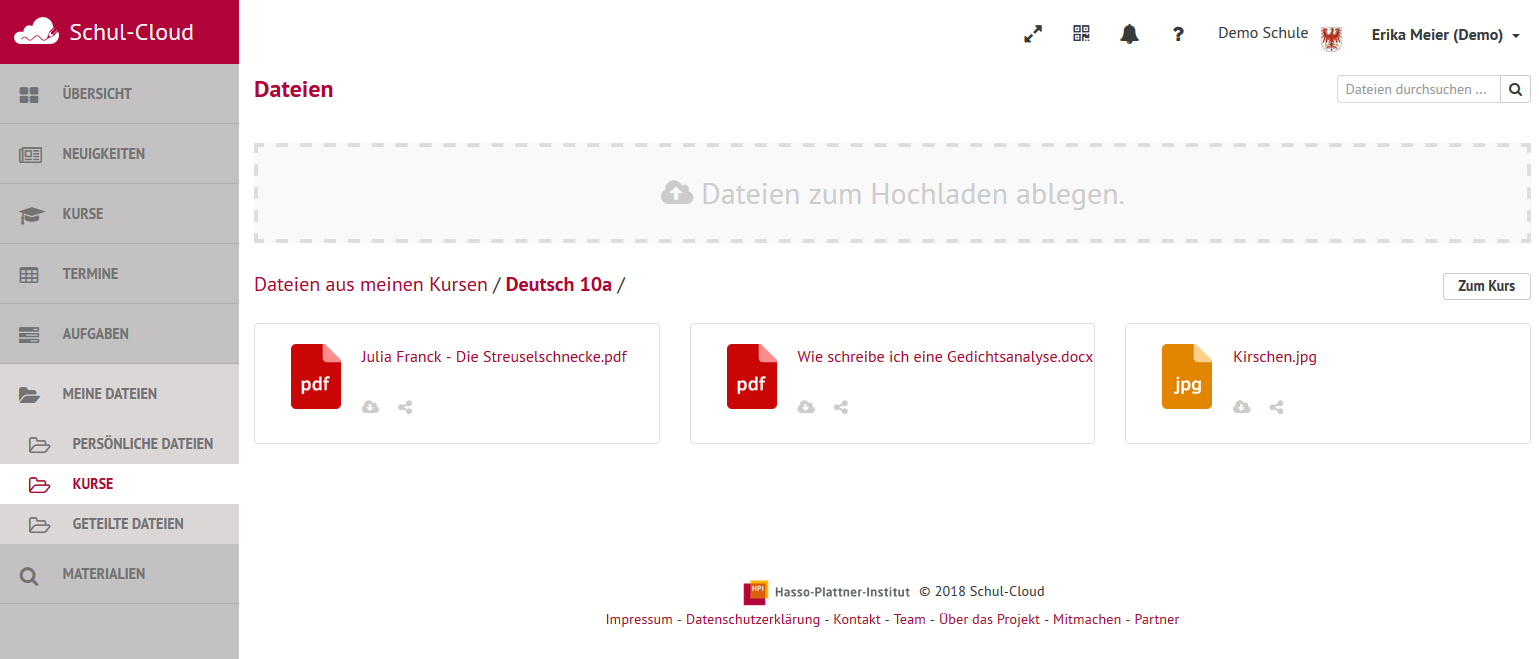 Schul-Cloud
?
Demo Schule
Erika Meier (Demo)
ÜBERSICHT
NEUIGKEITEN
KURSE
TERMINE
AUFGABEN
MEINE DATEIEN
PERSÖNLICHE DATEIEN
KURSE
GETEILTE DATEIEN
MATERIALIEN
Dateien
Dateien durchsuchen ...
Dateien zum Hochladen ablegen.
Dateien aus meinen Kursen / Deutsch 10a /
Zum Kurs
pdf
Julia Franck - Die Streuselschnecke.pdf
pdf
Wie schreibe ich eine Gedichtsanalyse.docx
jpg
Kirschen.jpg
HPI Hasso-Plattner-Institut © 2018 Schul-Cloud
Impressum - Datenschutzerklärung - Kontakt - Team - Über das Projekt - Mitmachen - Partner